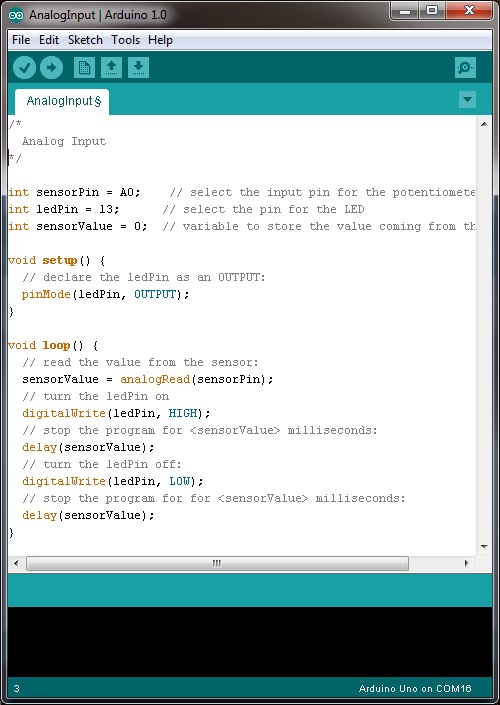 AnalogInput | Arduino 1.0
File Edit Sketch Tools Help
AnalogInput §
/*
  Analog Input
*/
int sensorPin = A0;    // select the input pin for the potentiomete
int ledPin = 13;      // select the pin for the LED
int sensorValue = 0;  // variable to store the value coming from th
void setup() {
  // declare the ledPin as an OUTPUT:
  pinMode(ledPin, OUTPUT);
}
void loop() {
  // read the value from the sensor:
  sensorValue = analogRead(sensorPin);
  // turn the ledPin on
  digitalWrite(ledPin, HIGH);
  // stop the program for <sensorValue> milliseconds:
  delay(sensorValue);
  // turn the ledPin off:
  digitalWrite(ledPin, LOW);
  // stop the program for for <sensorValue> milliseconds:
  delay(sensorValue);
}
3 Arduino Uno on COM16